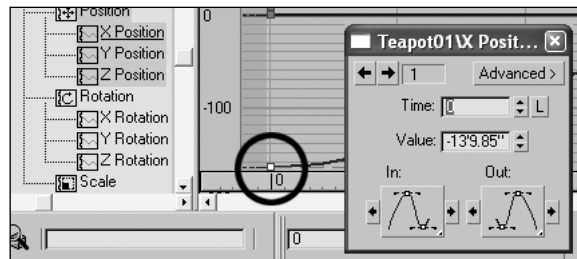 Position
X Position
Y Position
Z Position
Rotation
X Rotation
Y Rotation
Z Rotation
Scale
0
-100
0
0
Teapot01\X Posit...
1
Advanced >
Time: 0
L
Value: -13'9.85"
In:
Out: